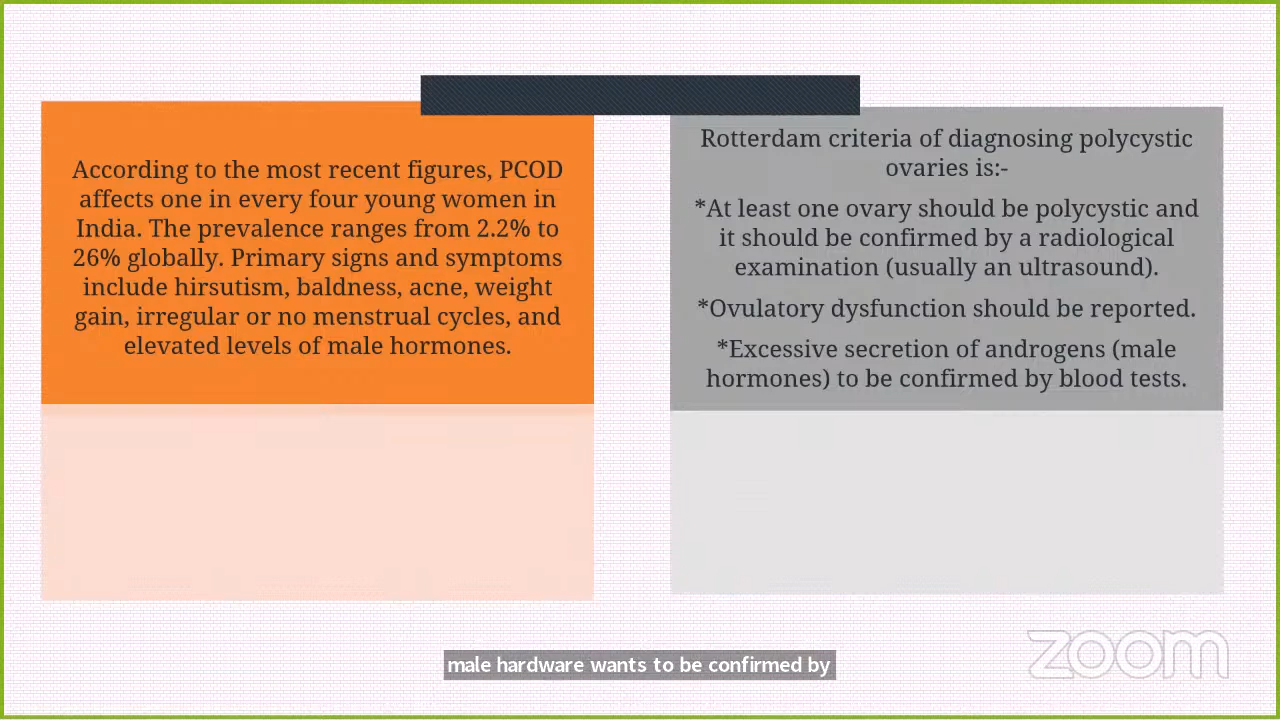 According to the most recent figures, PCOD
affects one in every four young women in
India. The prevalence ranges from 2.2% to
26% globally. Primary signs and symptoms
include hirsutism, baldness, acne, weight
gain, irregular or no menstrual cycles, and
elevated levels of male hormones.
Rotterdam criteria of diagnosing polycystic
ovaries is:-
*At least one ovary should be polycystic and
it should be confirmed by a radiological
examination (usually an ultrasound).
*Ovulatory dysfunction should be reported.
*Excessive secretion of androgens (male
hormones) to be confirmed by blood tests.
male hardware wants to be confirmed by
zoom